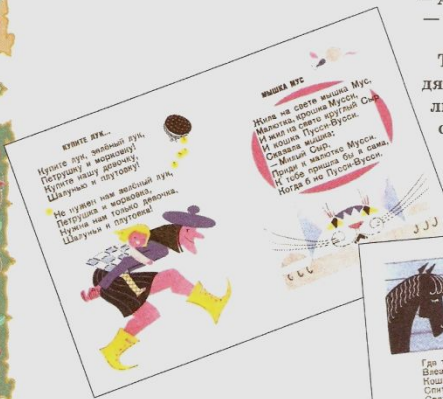 КУПИТЕ ЛУК...
Купите лук, зелёный лук,
Петрушку и морковку!
Купите нашу девочку,
Шалунью и плутовку!
Не нужен нам зелёный лук,
Петрушка и морковка,
Нужна нам только девочка,
Шалунья и плутовка!
МЫШКА МУС
Жила на свете мышка Мус,
Малютка, крошка Мусси,
И жил на свете круглый Сыр
И кошка Пусси-Вусси.
Сказала мышка:
— Милый Сыр,
Приди к малютке Мусси.
К тебе пришла бы я сама,
Когда б не Пусси-Вусси.